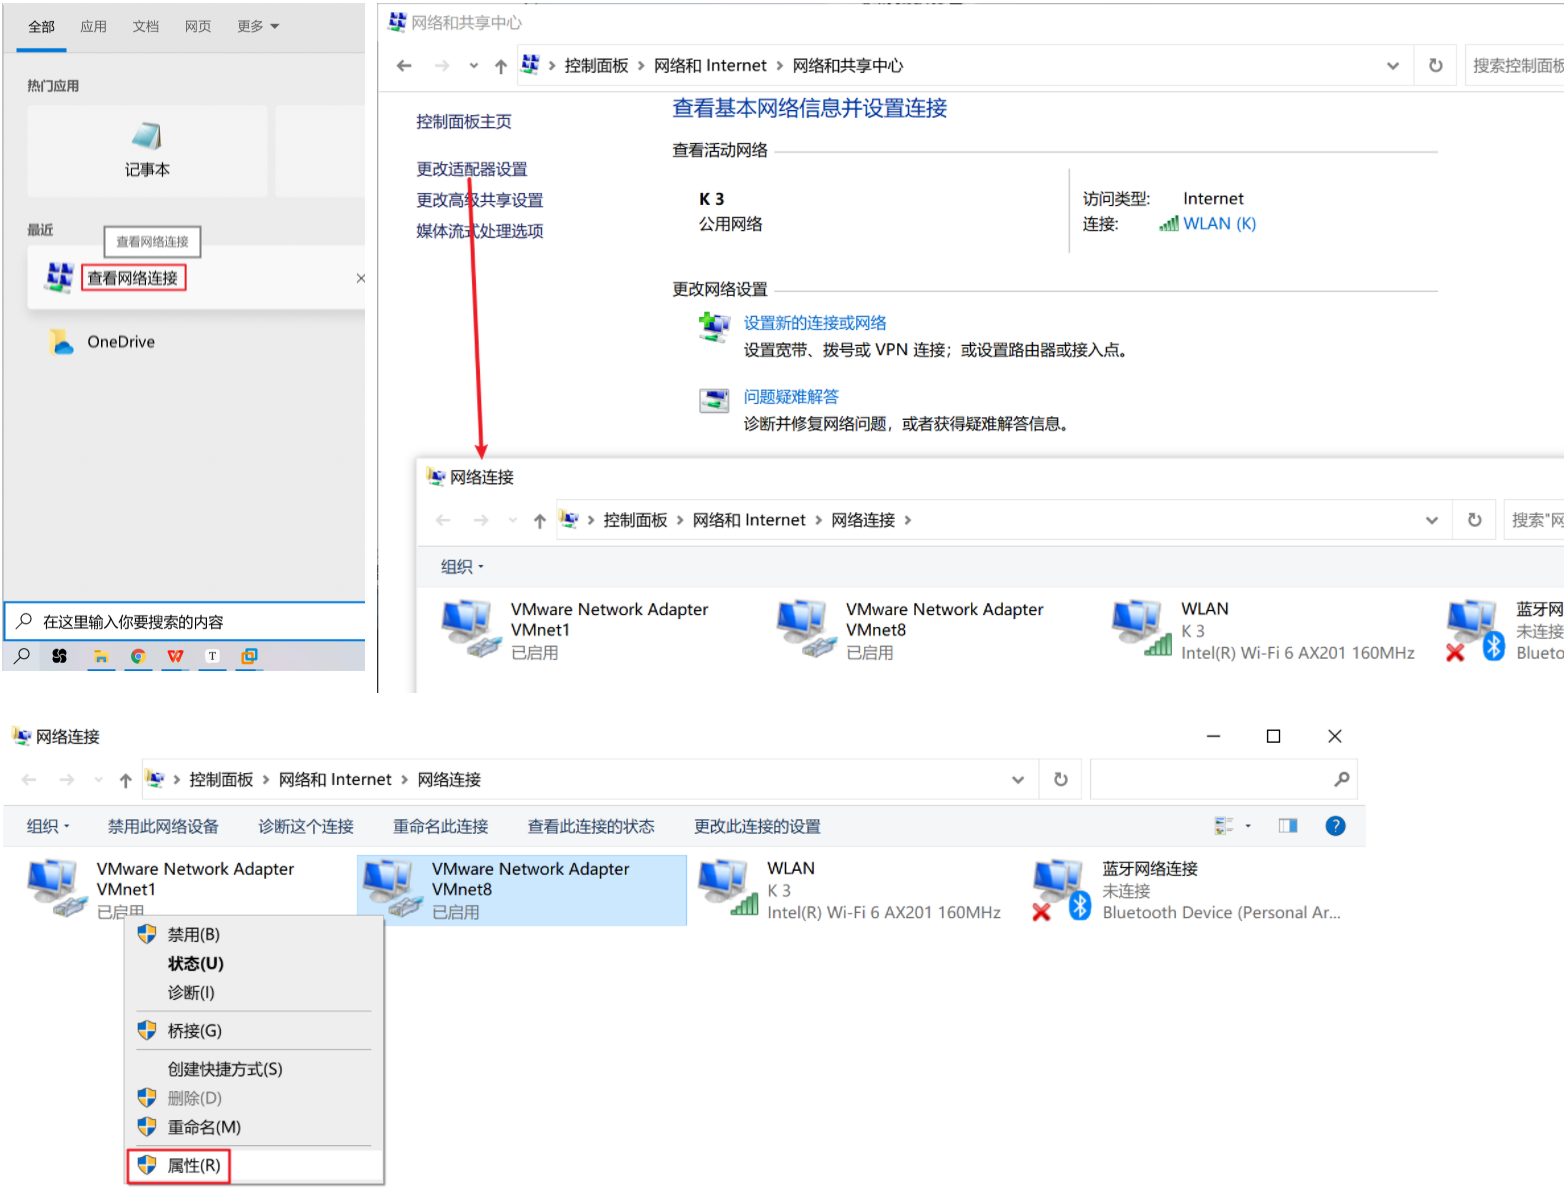 全部 应用 文档 网页 更多
热门应用
记事本
最近
查看网络连接
查看网络连接
OneDrive
在这里输入你要搜索的内容
网络和共享中心
控制面板 > 网络和 Internet > 网络和共享中心
搜索控制面板
控制面板主页
更改适配器设置
更改高级共享设置
媒体流式处理选项
查看基本网络信息并设置连接
查看活动网络
K 3
公用网络
访问类型: Internet
连接: WLAN (K)
更改网络设置
设置新的连接或网络
设置宽带、拨号或 VPN 连接；或设置路由器或接入点。
问题疑难解答
诊断并修复网络问题，或者获得疑难解答信息。
网络连接
控制面板 > 网络和 Internet > 网络连接 >
搜索"网
组织
VMware Network Adapter
VMnet1
已启用
VMware Network Adapter
VMnet8
已启用
WLAN
K 3
Intel(R) Wi-Fi 6 AX201 160MHz
蓝牙网
未连接
Blueto
网络连接
控制面板 > 网络和 Internet > 网络连接
组织 禁用此网络设备 诊断这个连接 重命名此连接 查看此连接的状态 更改此连接的设置
VMware Network Adapter
VMnet1
已启用
VMware Network Adapter
VMnet8
已启用
WLAN
K 3
Intel(R) Wi-Fi 6 AX201 160MHz
蓝牙网络连接
未连接
Bluetooth Device (Personal Ar...
禁用(B)
状态(U)
诊断(I)
桥接(G)
创建快捷方式(S)
删除(D)
重命名(M)
属性(R)